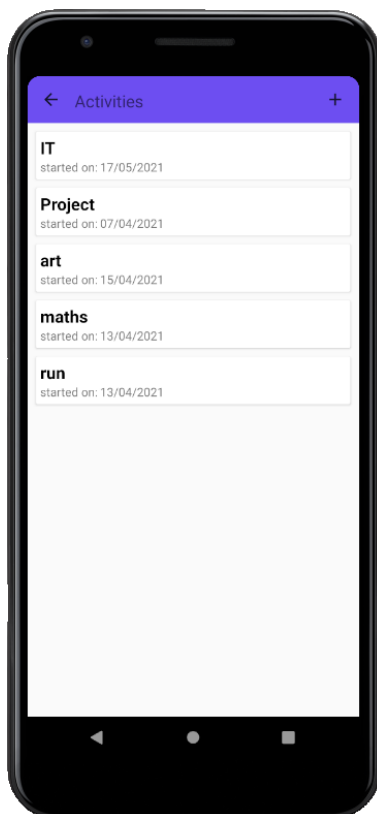 Activities
IT
started on: 17/05/2021
Project
started on: 07/04/2021
art
started on: 15/04/2021
maths
started on: 13/04/2021
run
started on: 13/04/2021